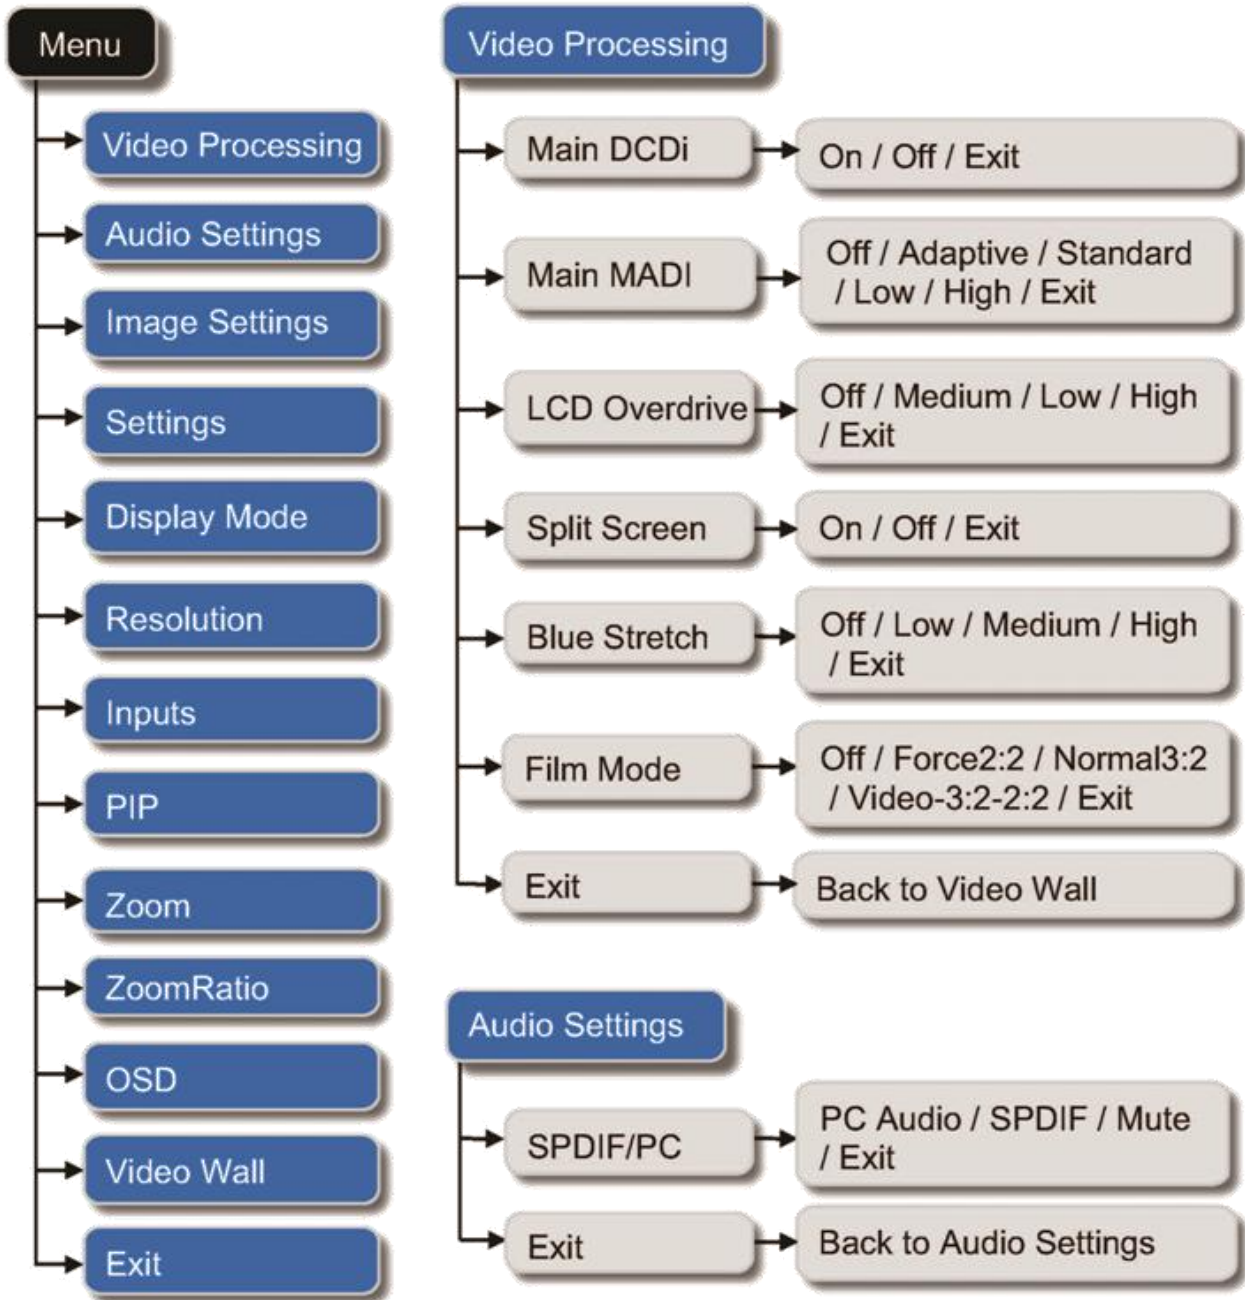 Menu
Video Processing
Audio Settings
Image Settings
Settings
Display Mode
Resolution
Inputs
PIP
Zoom
ZoomRatio
OSD
Video Wall
Exit
Video Processing
Main DCDi
On / Off / Exit
Main MADI
Off / Adaptive / Standard
/ Low / High / Exit
LCD Overdrive
Off / Medium / Low / High
/ Exit
Split Screen
On / Off / Exit
Blue Stretch
Off / Low / Medium / High
/ Exit
Film Mode
Off / Force2:2 / Normal3:2
/ Video-3:2-2:2 / Exit
Exit
Back to Video Wall
Audio Settings
SPDIF/PC
PC Audio / SPDIF / Mute
/ Exit
Exit
Back to Audio Settings